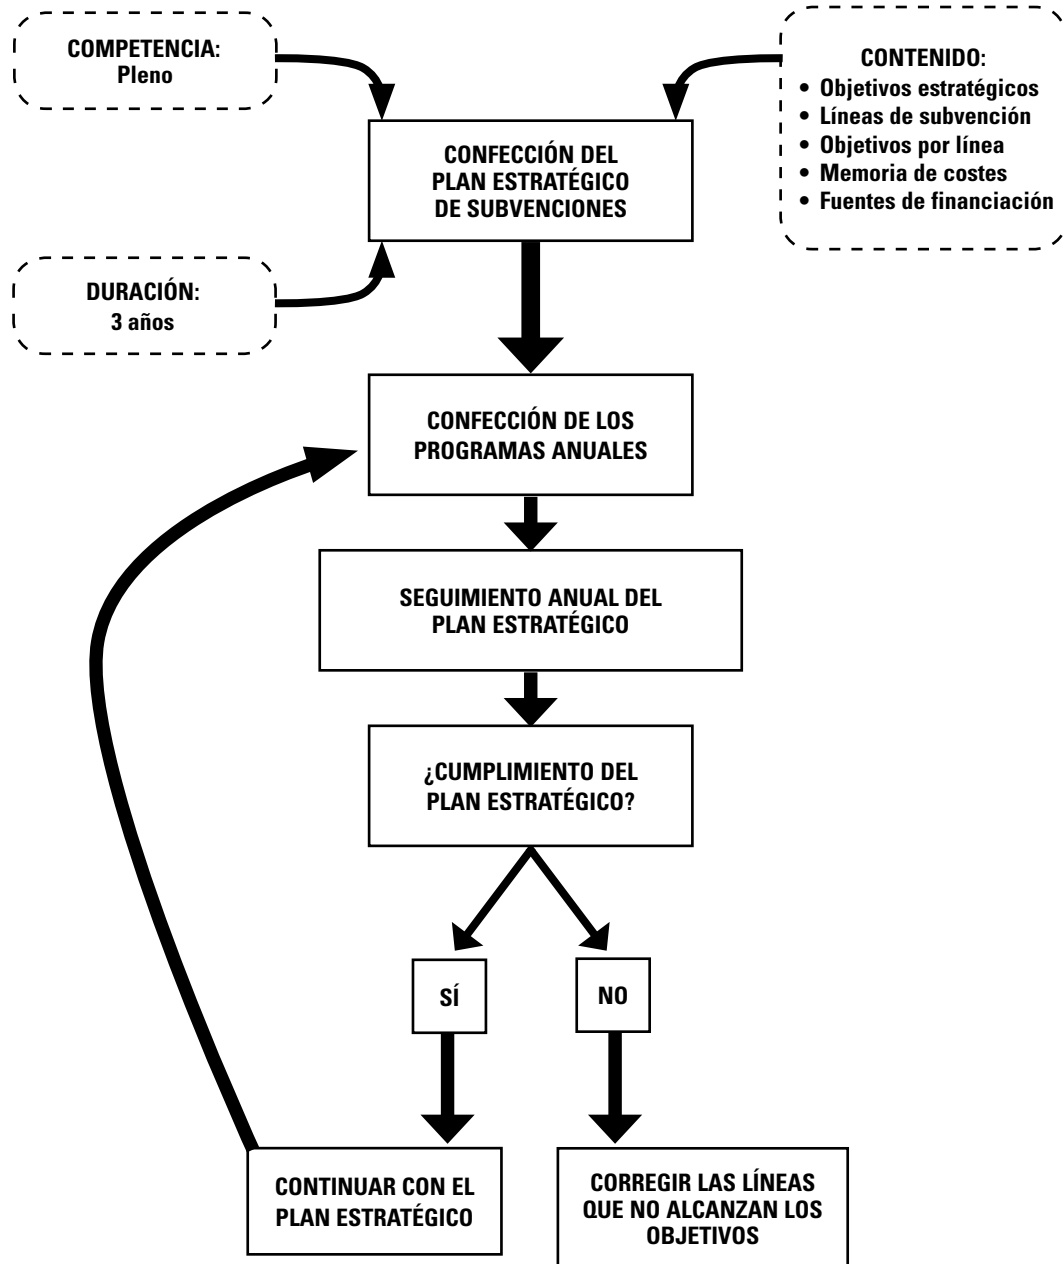 COMPETENCIA:
Pleno
CONTENIDO:
• Objetivos estratégicos
• Líneas de subvención
• Objetivos por línea
• Memoria de costes
• Fuentes de financiación
CONFECCIÓN DEL
PLAN ESTRATÉGICO
DE SUBVENCIONES
DURACIÓN:
3 años
CONFECCIÓN DE LOS
PROGRAMAS ANUALES
SEGUIMIENTO ANUAL DEL
PLAN ESTRATÉGICO
¿CUMPLIMIENTO DEL
PLAN ESTRATÉGICO?
SÍ
NO
CONTINUAR CON EL
PLAN ESTRATÉGICO
CORREGIR LAS LÍNEAS
QUE NO ALCANZAN LOS
OBJETIVOS